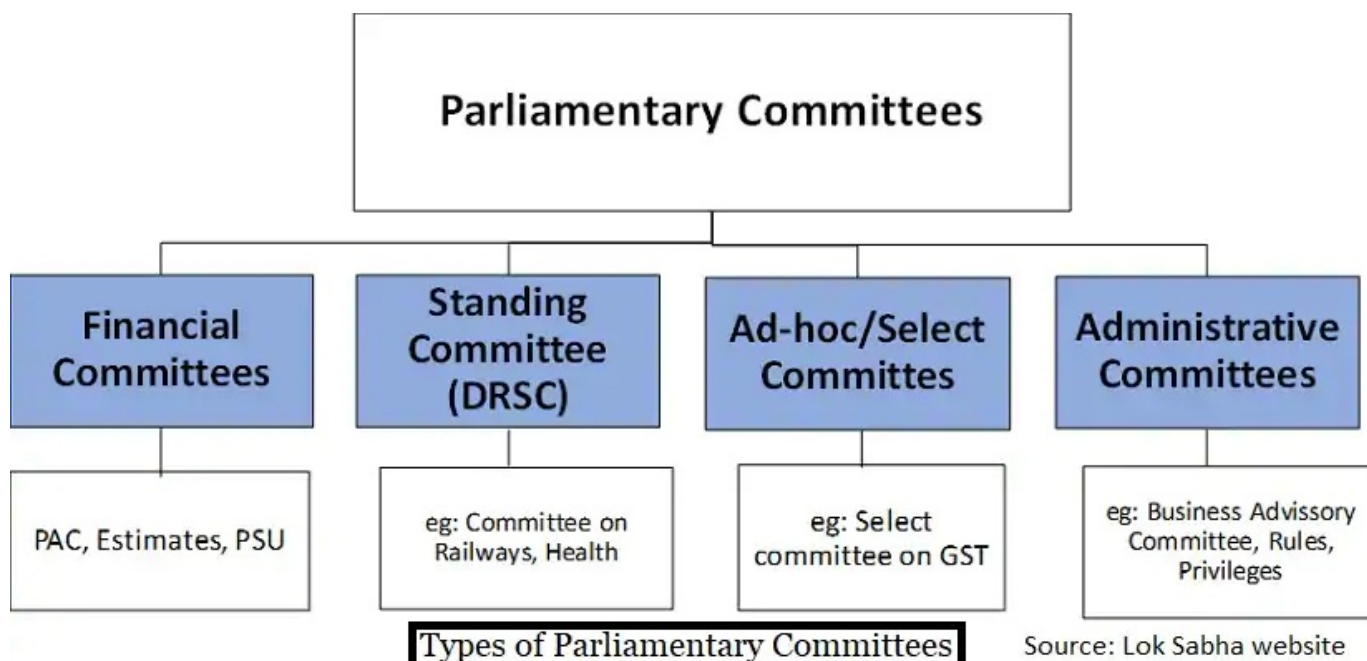 Parliamentary Committees
Financial
Committees
Standing
Committee
(DRSC)
Ad-hoc/Select
Committes
Administrative
Committees
PAC, Estimates, PSU
eg: Committee on
Railways, Health
eg: Select
committee on GST
eg: Business Advissory
Committee, Rules,
Privileges
Types of Parliamentary Committees
Source: Lok Sabha website